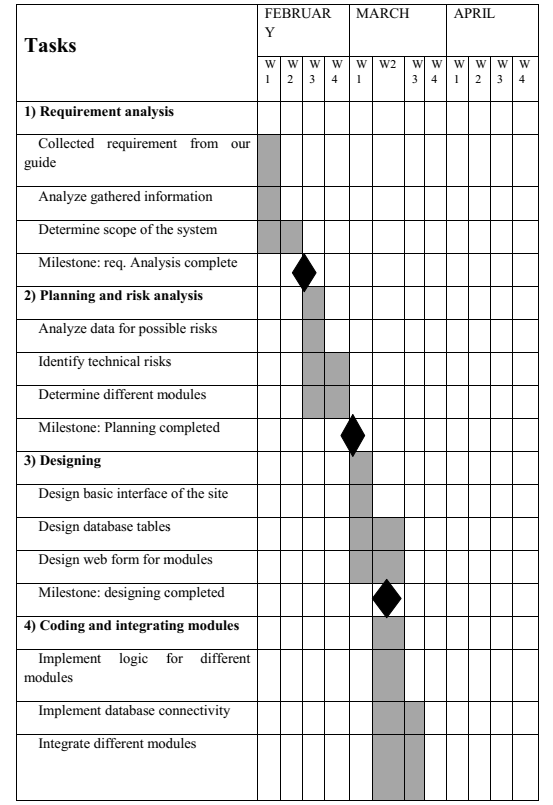 Tasks
FEBRUAR
Y
MARCH
APRIL
W
1
W
2
W
3
W
4
W
1
W2
W
3
W
4
W
1
W
2
W
3
W
4
1) Requirement analysis
Collected requirement from our
guide
Analyze gathered information
Determine scope of the system
Milestone: req. Analysis complete
2) Planning and risk analysis
Analyze data for possible risks
Identify technical risks
Determine different modules
Milestone: Planning completed
3) Designing
Design basic interface of the site
Design database tables
Design web form for modules
Milestone: designing completed
4) Coding and integrating modules
Implement logic for different
modules
Implement database connectivity
Integrate different modules